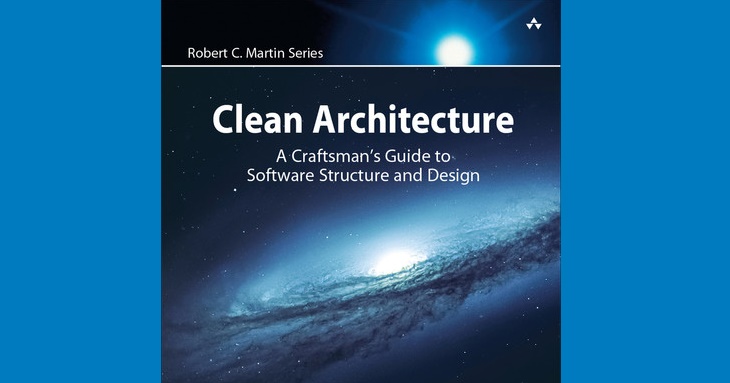 Robert C. Martin Series
Clean Architecture
A Craftsman's Guide to
Software Structure and Design